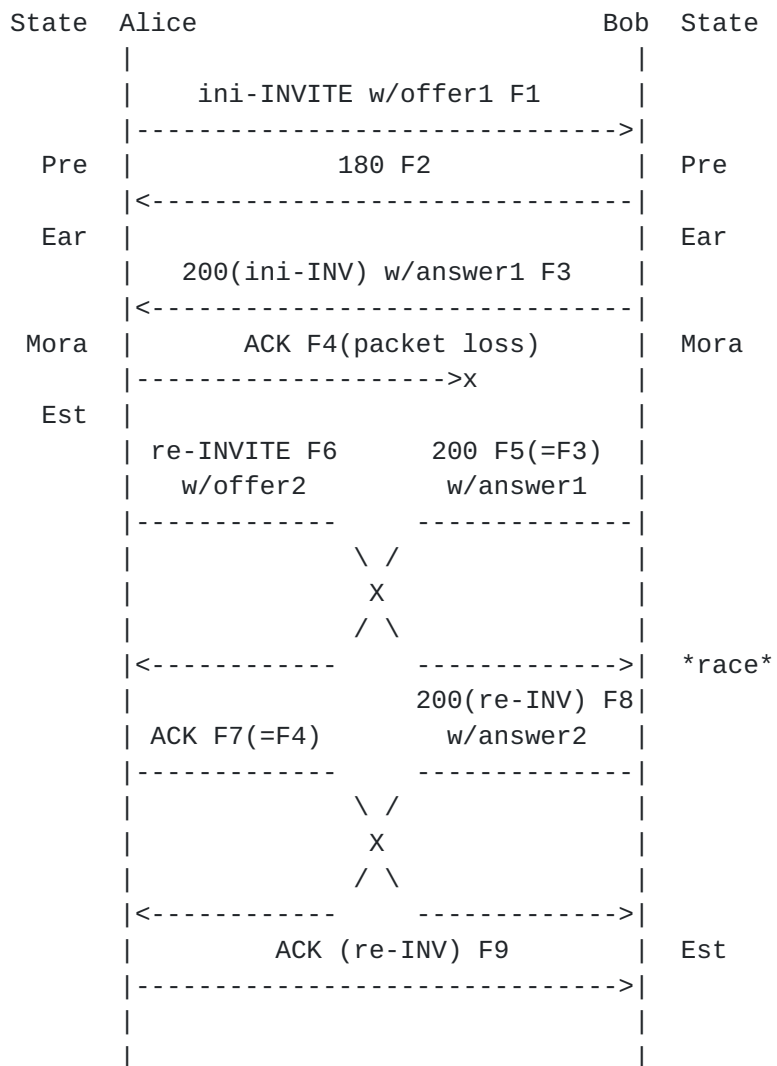 State  Alice                             Bob  State
       |                                |
       |    ini-INVITE w/offer1 F1      |
       |------------------------------->|
  Pre  |             180 F2             |  Pre
       |<-------------------------------|
  Ear  |                                |  Ear
       |   200(ini-INV) w/answer1 F3    |
       |<-------------------------------|
 Mora  |       ACK F4(packet loss)      |  Mora
       |-------------------->x          |
  Est  |                                |
       | re-INVITE F6      200 F5(=F3)  |
       |   w/offer2         w/answer1   |
       |-------------     --------------|
       |              \ /               |
       |               X                |
       |              / \               |
       |<------------     ------------->|  *race*
       |                  200(re-INV) F8|
       | ACK F7(=F4)        w/answer2   |
       |-------------     --------------|
       |              \ /               |
       |               X                |
       |              / \               |
       |<------------     ------------->|
       |         ACK (re-INV) F9        |  Est
       |------------------------------->|
       |                                |
       |                                |